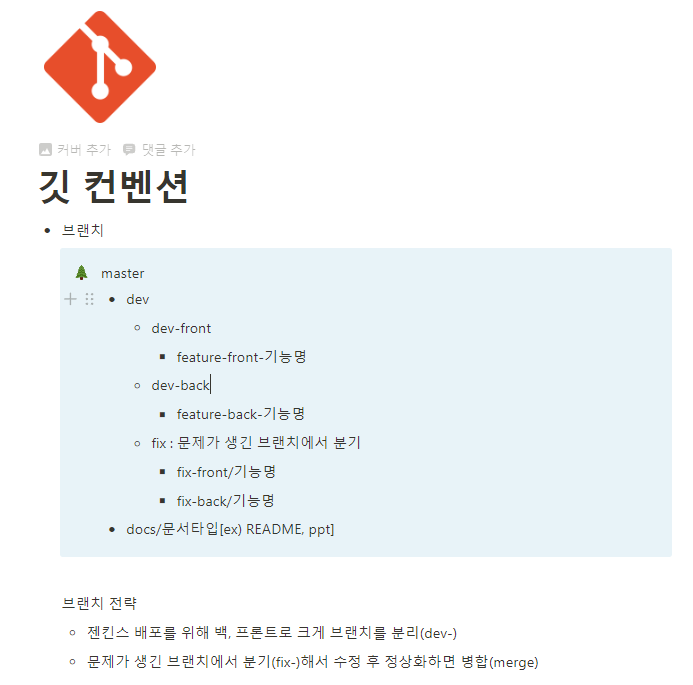 커버 추가 댓글 추가
깃 컨벤션
브랜치
master
dev
dev-front
feature-front-기능명
dev-back
feature-back-기능명
fix : 문제가 생긴 브랜치에서 분기
fix-front/기능명
fix-back/기능명
docs/문서타입[ex) README, ppt]
브랜치 전략
젠킨스 배포를 위해 백, 프론트로 크게 브랜치를 분리(dev-)
문제가 생긴 브랜치에서 분기(fix-)해서 수정 후 정상화하면 병합(merge)